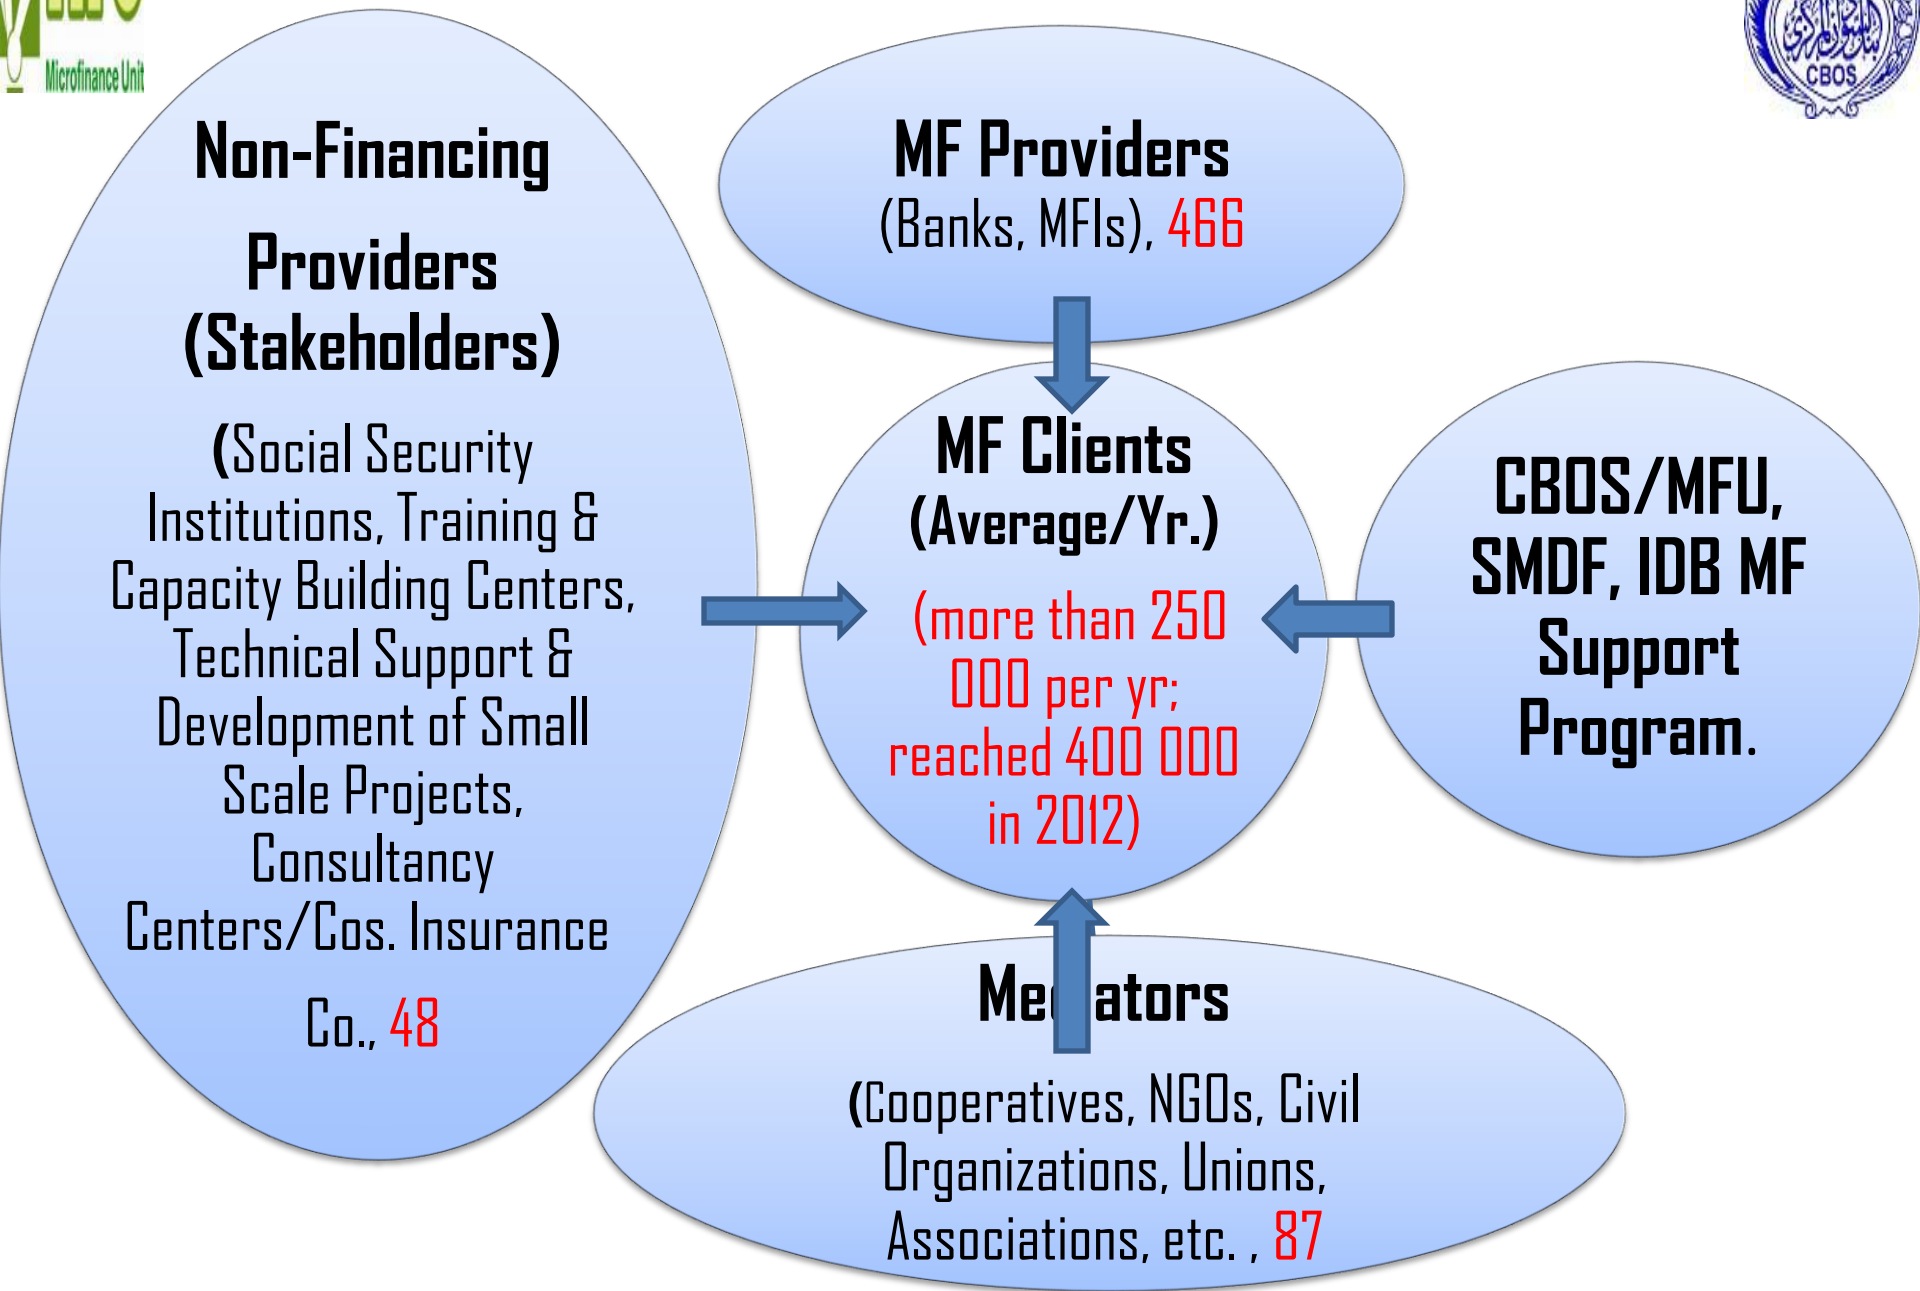 Microfinance Unit
CBOS
Non-Financing
Providers
(Stakeholders)
(Social Security
Institutions, Training &
Capacity Building Centers,
Technical Support &
Development of Small
Scale Projects,
Consultancy
Centers/Cos. Insurance
Co., 48
MF Providers
(Banks, MFIs), 466
MF Clients
(Average/Yr.)
(more than 250
000 per yr;
reached 400 000
in 2012)
CBOS/MFU,
SMDF, IDB MF
Support
Program.
Me ators
(Cooperatives, NGOs, Civil
Organizations, Unions,
Associations, etc. , 87